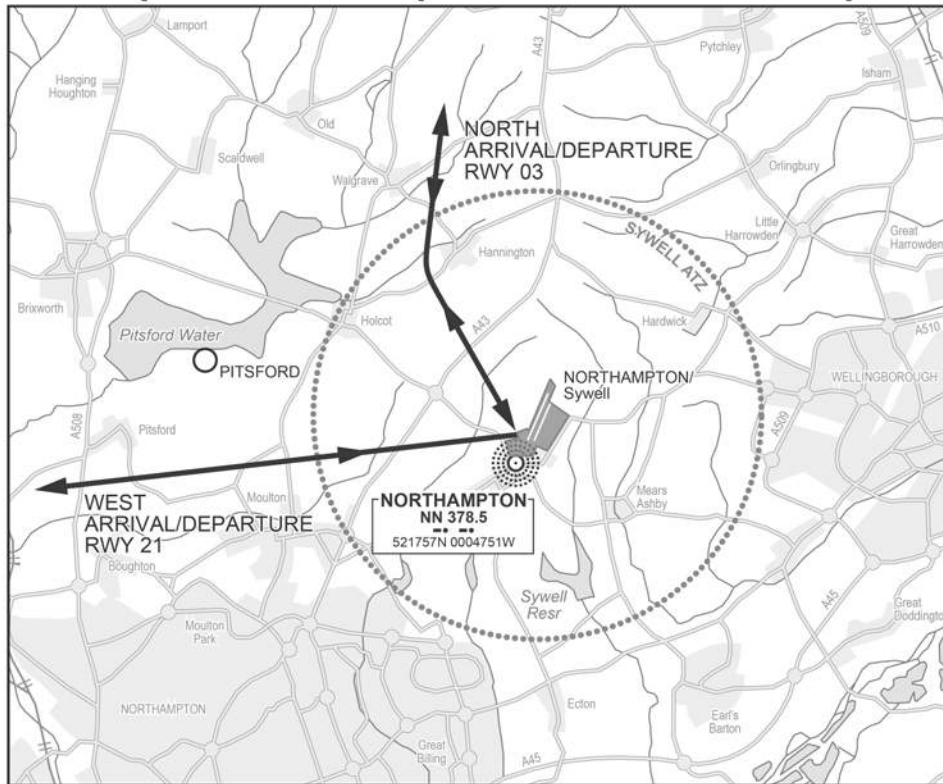 Lamport
A43
Pytchley
A509
Isham
Hanging
Houghton
Old
NORTH
ARRIVAL/DEPARTURE
RWY 03
Scaldwell
Walgrave
Orlingbury
SYWELL ATZ
Little
Harrowden
Great
Harrowden
Hannington
Brixworth
Pitsford Water
Holcot
A43
Hardwick
A510
PITSFORD
NORTHAMPTON/
Sywell
WELLINGBOROUGH
A508
Pitsford
A509
WEST
ARRIVAL/DEPARTURE
RWY 21
Moulton
NORTHAMPTON
NN 378.5
521757N 0004751W
Mears
Ashby
Boughton
Sywell
Resr
A45
Great
Doddington
Moulton
Park
NORTHAMPTON
Ecton
Earl's
Barton
Great
Billing
A45